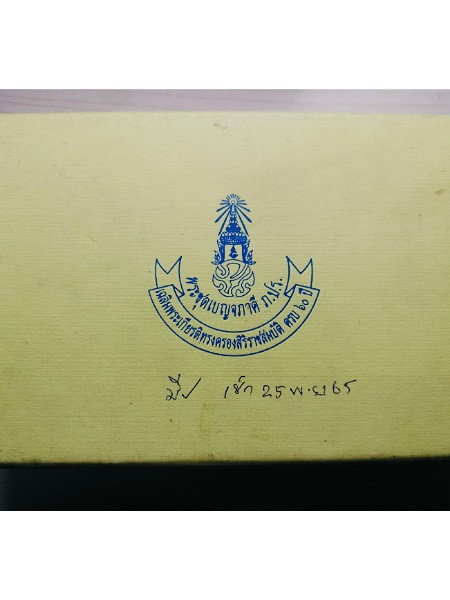 พระชุดเบญจภาคี ภ.ป.ร.
เฉลิมพระเกียรติทรงครองสิริราชสมบัติ ครบ ๖๐ ปี
เช่า 25 พ.ย 65